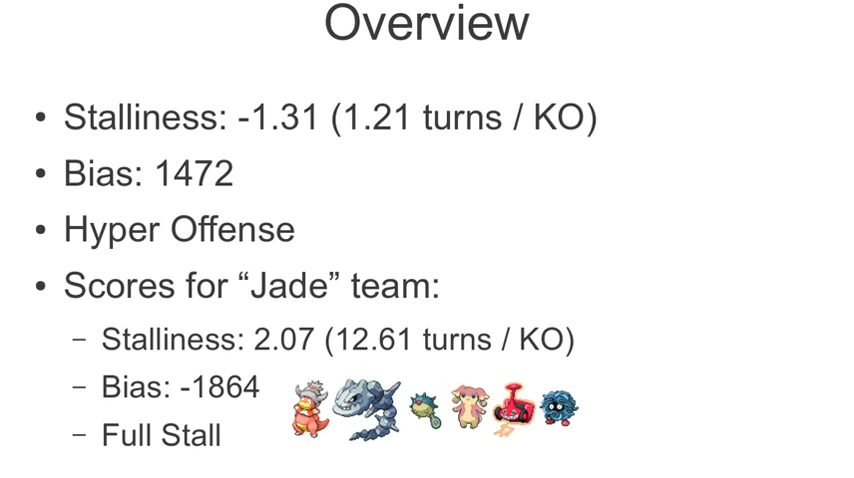 Overview
• Stalliness: -1.31 (1.21 turns / KO)
• Bias: 1472
• Hyper Offense
• Scores for “Jade” team:
– Stalliness: 2.07 (12.61 turns / KO)
– Bias: -1864
– Full Stall